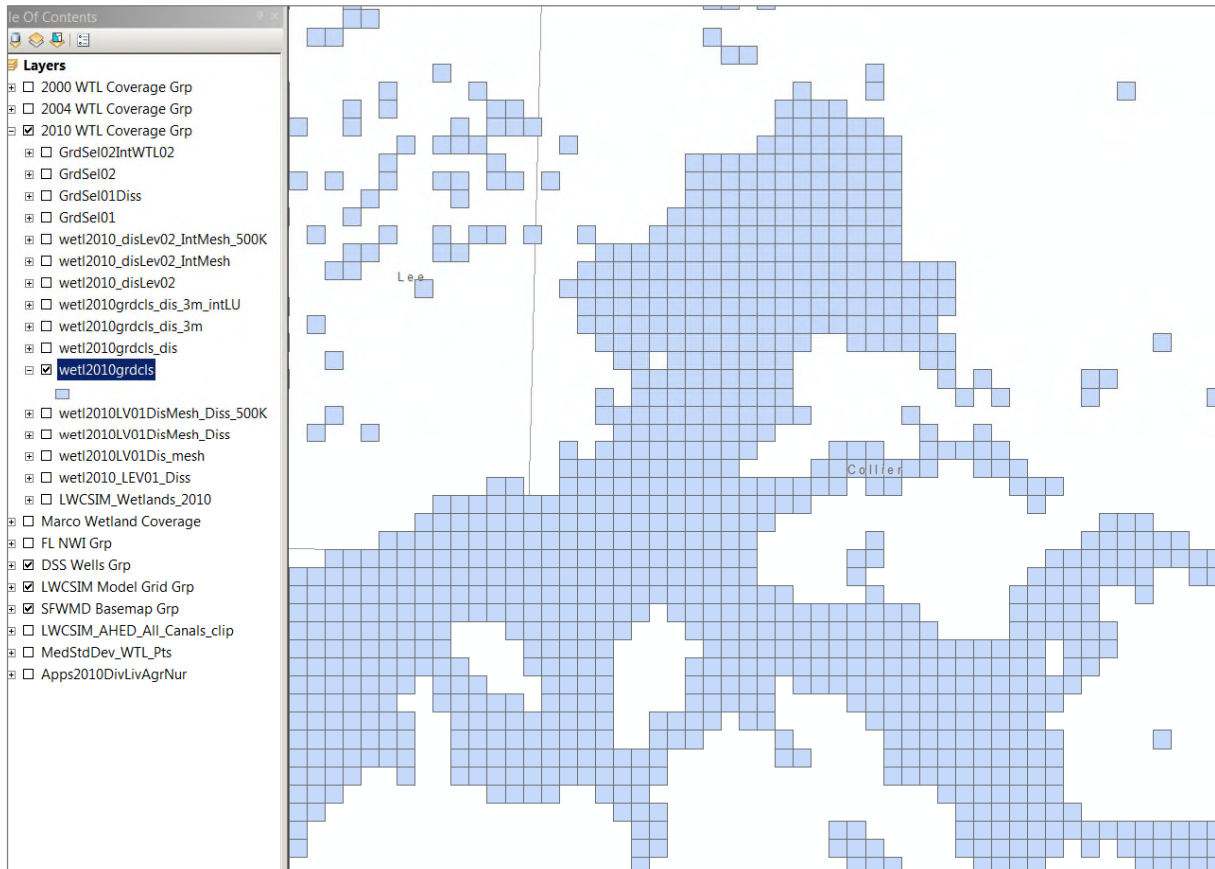 le Of Contents
Layers
2000 WTL Coverage Grp
2004 WTL Coverage Grp
2010 WTL Coverage Grp
GrdSel02IntWTL02
GrdSel02
GrdSel01Diss
GrdSel01
wetl2010_disLev02_IntMesh_500K
wetl2010_disLev02_IntMesh
wetl2010_disLev02
wetl2010grdcls_dis_3m_intLU
wetl2010grdcls_dis_3m
wetl2010grdcls_dis
wetl2010grdcls
wetl2010LV01DisMesh_Diss_500K
wetl2010LV01DisMesh_Diss
wetl2010LV01Dis_mesh
wetl2010_LEV01_Diss
LWCSIM_Wetlands_2010
Marco Wetland Coverage
FL NWI Grp
DSS Wells Grp
LWCSIM Model Grid Grp
SFWMD Basemap Grp
LWCSIM_AHED_All_Canals_clip
MedStdDev_WTL_Pts
Apps2010DivLivAgrNur
Lee
Collier